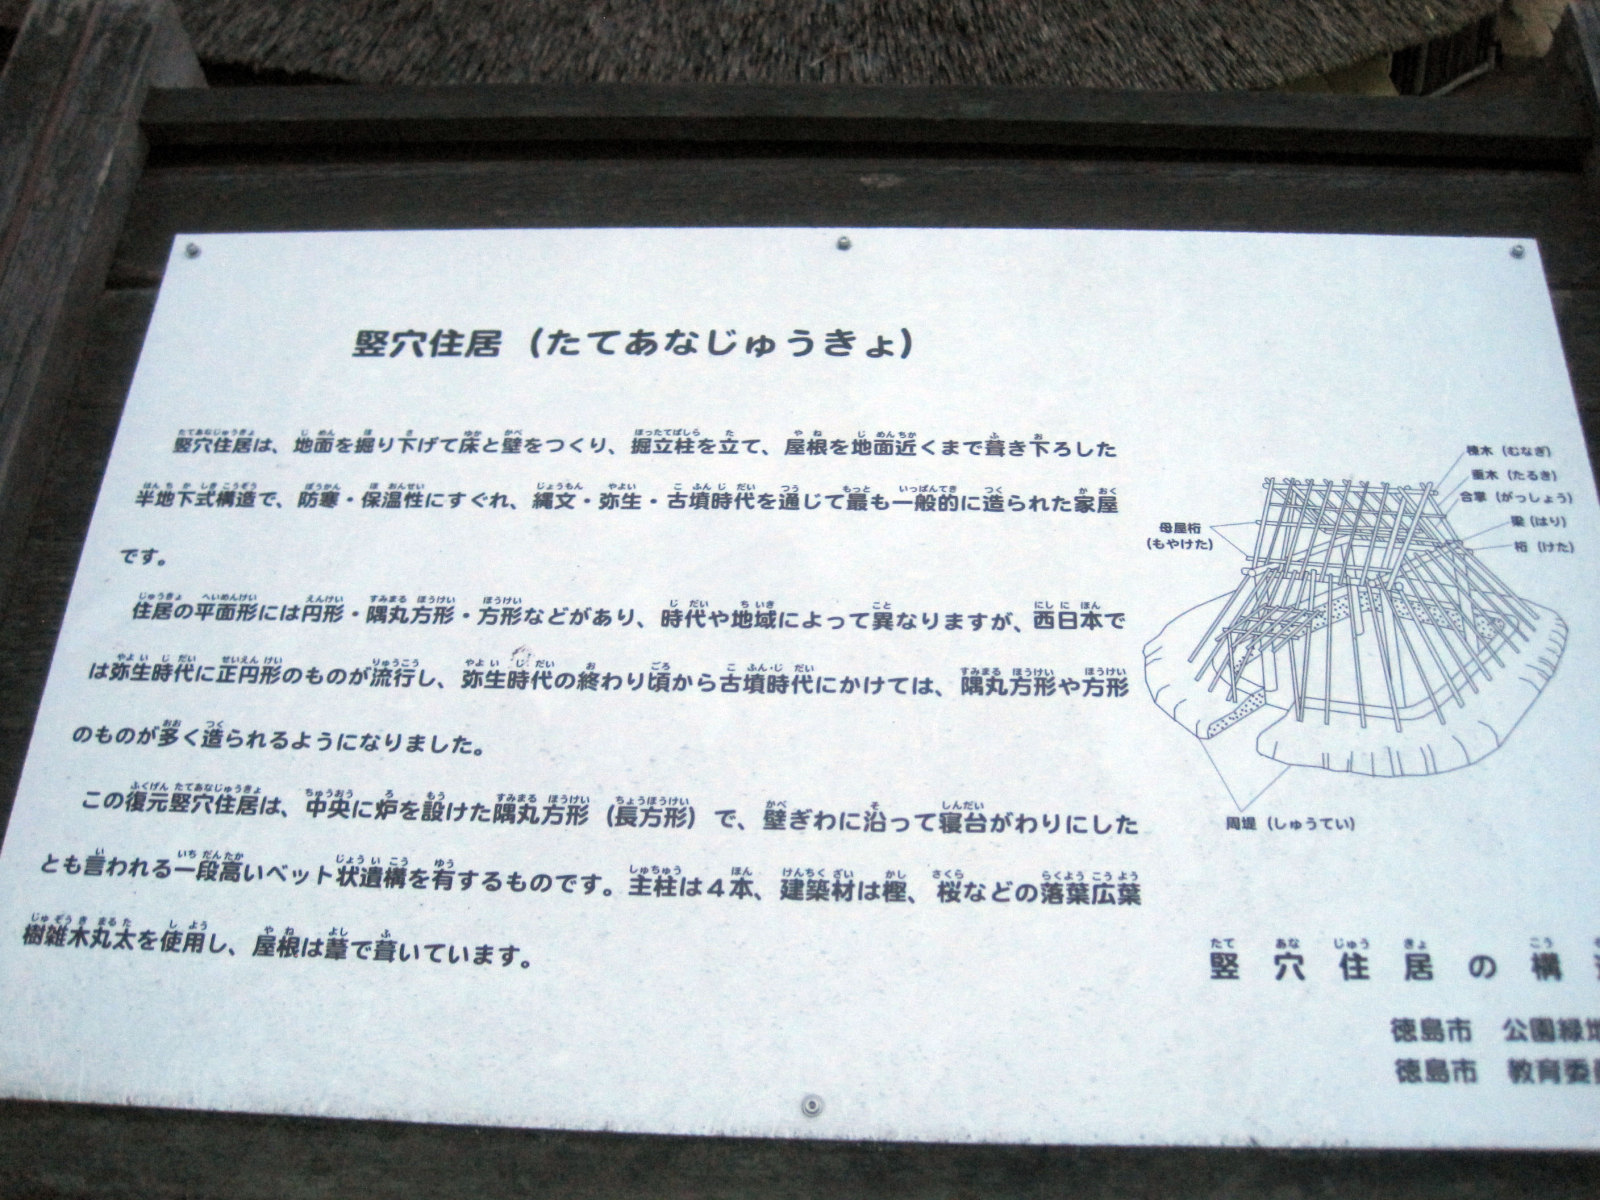 竪穴住居（たてあなじゅうきょ）
竪穴住居は、地面を掘り下げて床と壁をつくり、掘立柱を立て、屋根を地面近くまで葺き下ろした
半地下式構造で、防寒・保温性にすぐれ、縄文・弥生・古墳時代を通じて最も一般的に造られた家屋
です。
住居の平面形には円形・隅丸方形・方形などがあり、時代や地域によって異なりますが、西日本で
は弥生時代に正円形のものが流行し、弥生時代の終わり頃から古墳時代にかけては、隅丸方形や方形
のものが多く造られるようになりました。
この復元竪穴住居は、中央に炉を設けた隅丸方形（長方形）で、壁ぎわに沿って寝台がわりにした
とも言われる一段高いベット状遺構を有するものです。主柱は４本、建築材は樫、桜などの落葉広葉
樹雑木丸太を使用し、屋根は葦で葺いています。
棟木（むなぎ）
垂木（たるき）
合掌（がっしょう）
梁（はり）
桁（けた）
母屋桁
（もやけた）
周堤（しゅうてい）
竪穴住居の構
徳島市　公園緑地
徳島市　教育委